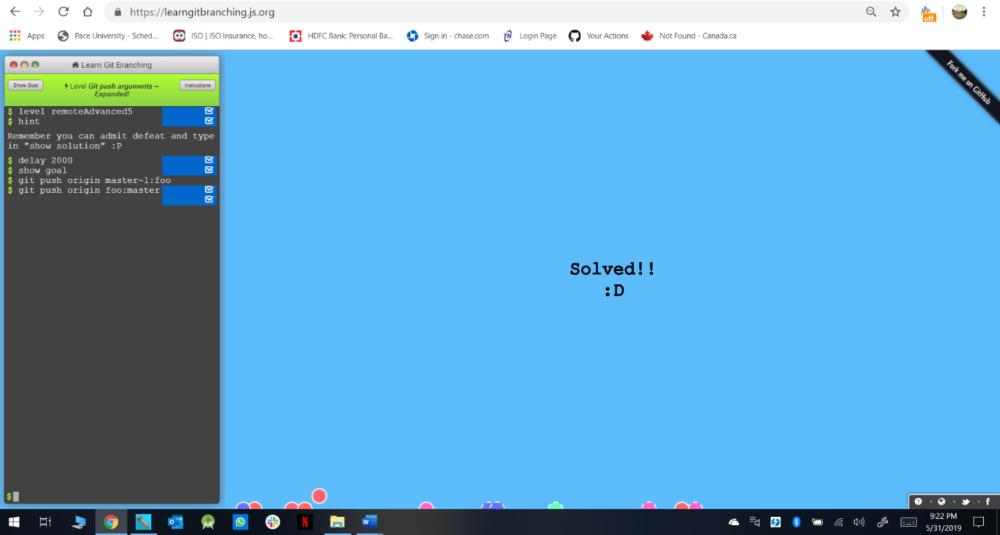 https://learngitbranching.js.org
off
Apps
Pace University - Sched...
ISO | ISO Insurance, ho...
HDFC Bank: Personal Ba...
Sign in - chase.com
Login Page
Your Actions
Not Found - Canada.ca
Learn Git Branching
Show Goal
Level Git push arguments --
Expanded!
Instructions
$ level remoteAdvanced5
$ hint
Remember you can admit defeat and type
in "show solution" :P
$ delay 2000
$ show goal
$ git push origin master~1:foo
$ git push origin foo:master
$
Solved!!
:D
Fork me on GitHub
9:22 PM
5/31/2019